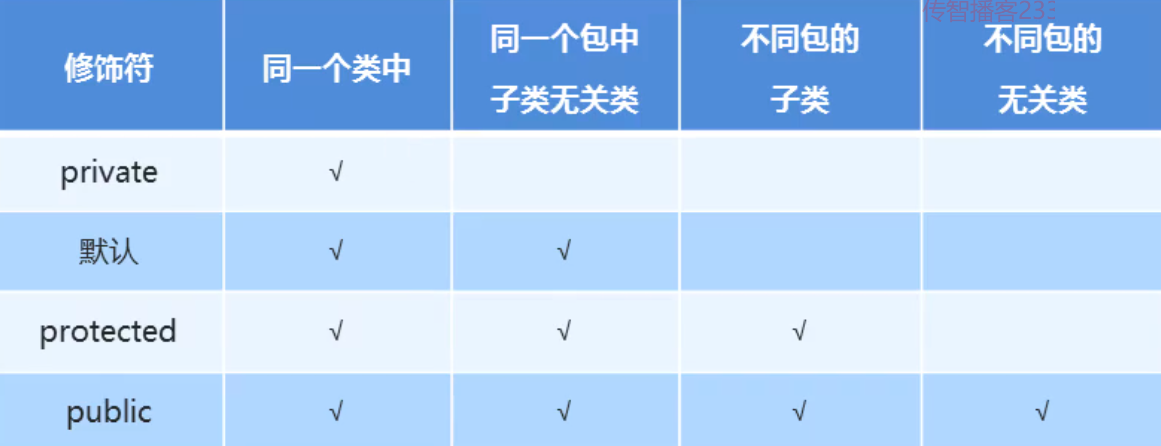 传智播客233
修饰符 同一个类中 同一个包中 不同包的 不同包的
子类无关类 子类 无关类
private √
默认 √ √
protected √ √ √
public √ √ √ √